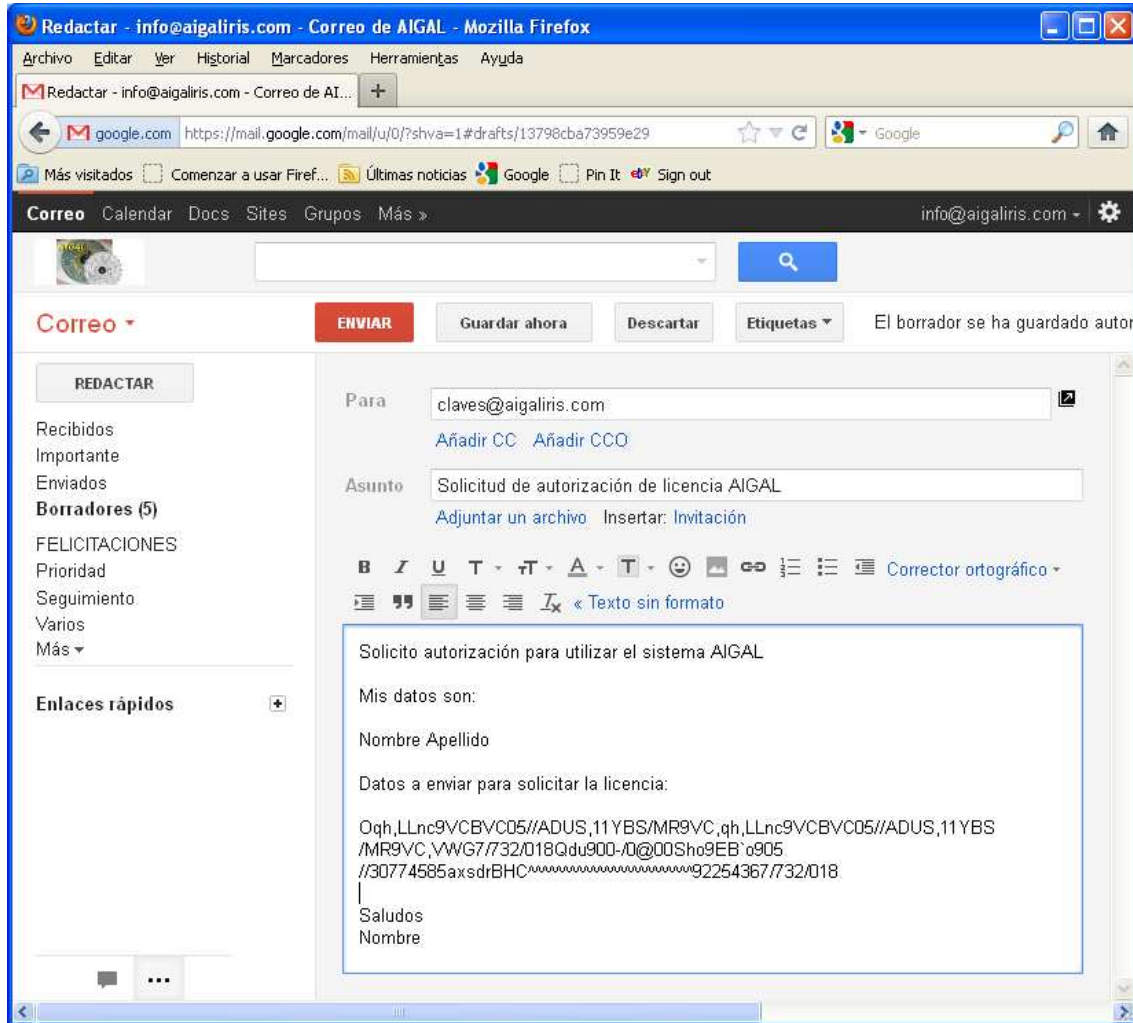 Redactar - info@aigaliris.com - Correo de AIGAL - Mozilla Firefox
Archivo Editar Ver Historial Marcadores Herramientas Ayuda
Redactar - info@aigaliris.com - Correo de AI...
google.com https://mail.google.com/mail/u/0/?shva=1#drafts/13798cba73959e29 Google
Más visitados Comenzar a usar Firef... Últimas noticias Google Pin It ebY Sign out
Correo Calendar Docs Sites Grupos Más » info@aigaliris.com
AIGAL
Correo ENVIAR Guardar ahora Descartar Etiquetas El borrador se ha guardado autor
REDACTAR
Recibidos
Importante
Enviados
Borradores (5)
FELICITACIONES
Prioridad
Seguimiento
Varios
Más
Enlaces rápidos
Para claves@aigaliris.com
Añadir CC Añadir CCO
Asunto Solicitud de autorización de licencia AIGAL
Adjuntar un archivo Insertar: Invitación
B I U T тT A T Corrector ortográfico
Tx « Texto sin formato
Solicito autorización para utilizar el sistema AIGAL
Mis datos son:
Nombre Apellido
Datos a enviar para solicitar la licencia:
Oqh,LLnc9VCBVC05//ADUS,11YBS/MR9VC,qh,LLnc9VCBVC05//ADUS,11YBS
/MR9VC,VWG7/732/018Qdu900-/0@00Sho9EB`o905
//30774585axsdrBHC 92254367/732/018
Saludos
Nombre